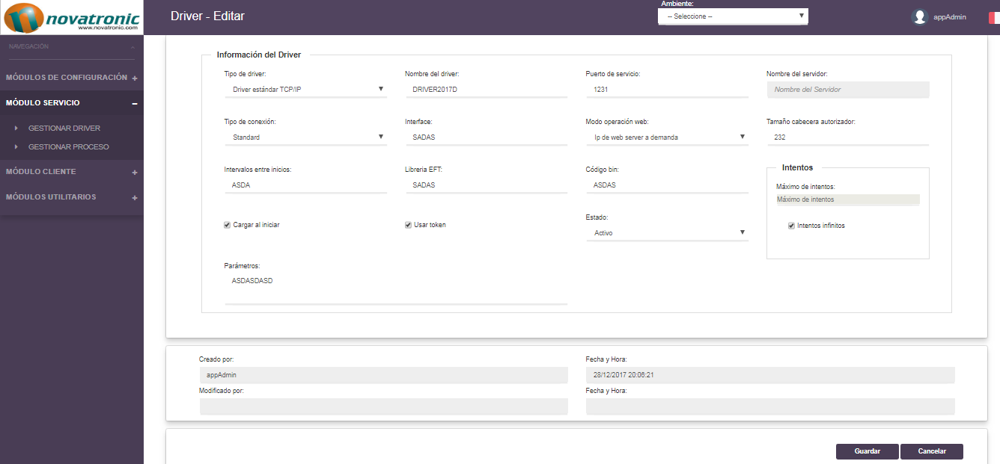 novatronic
www.novatronic.com
Driver - Editar
Ambiente:
-- Seleccione --
appAdmin
NAVEGACIÓN
MÓDULOS DE CONFIGURACIÓN +
MÓDULO SERVICIO –
GESTIONAR DRIVER
GESTIONAR PROCESO
MÓDULO CLIENTE +
MÓDULOS UTILITARIOS +
Información del Driver
Tipo de driver: Nombre del driver: Puerto de servicio: Nombre del servidor:
Driver estándar TCP/IP DRIVER2017D 1231 Nombre del Servidor
Tipo de conexión: Interface: Modo operación web: Tamaño cabecera autorizador:
Standard SADAS Ip de web server a demanda 232
Intervalos entre inicios: Libreria EFT: Código bin: Intentos
ASDA SADAS ASDAS
Máximo de intentos:
Máximo de intentos
Cargar al iniciar Usar token Estado: Intentos infinitos
Activo
Parámetros:
ASDASDASD
Creado por: Fecha y Hora:
appAdmin 28/12/2017 20:06:21
Modificado por: Fecha y Hora:
Guardar Cancelar